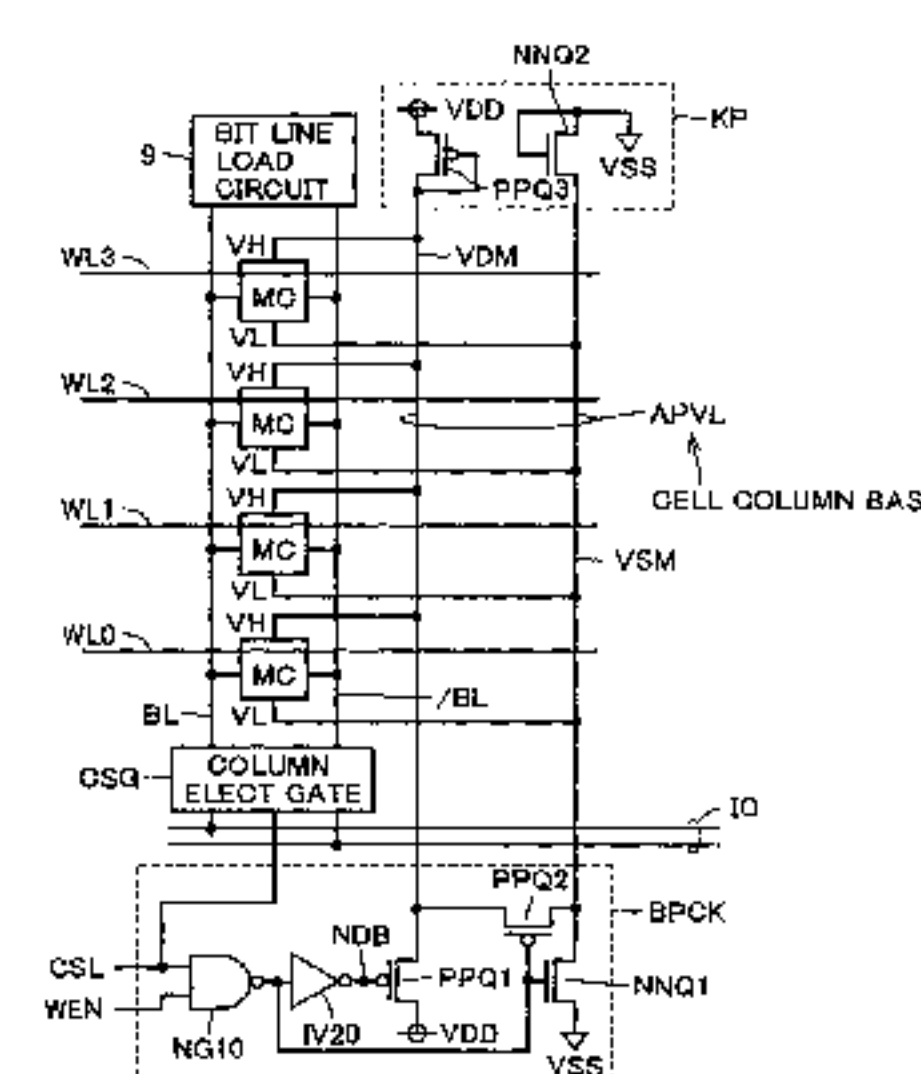 NNQ2
VDD
KP
BIT LINE
LOAD
CIRCUIT
9
VSS
PPQ3
VH
WL3
VDM
MC
VL
VH
WL2
MC
APVL
VL
VH
CELL COLUMN BAS
WL1
MC
VSM
VL
VH
WL0
MC
/BL
BL
VL
COLUMN
ELECT GATE
CSG
IO
PPQ2
BPCK
NDB
CSL
PPQ1
NNQ1
WEN
IV20
VDD
NG10
VSS